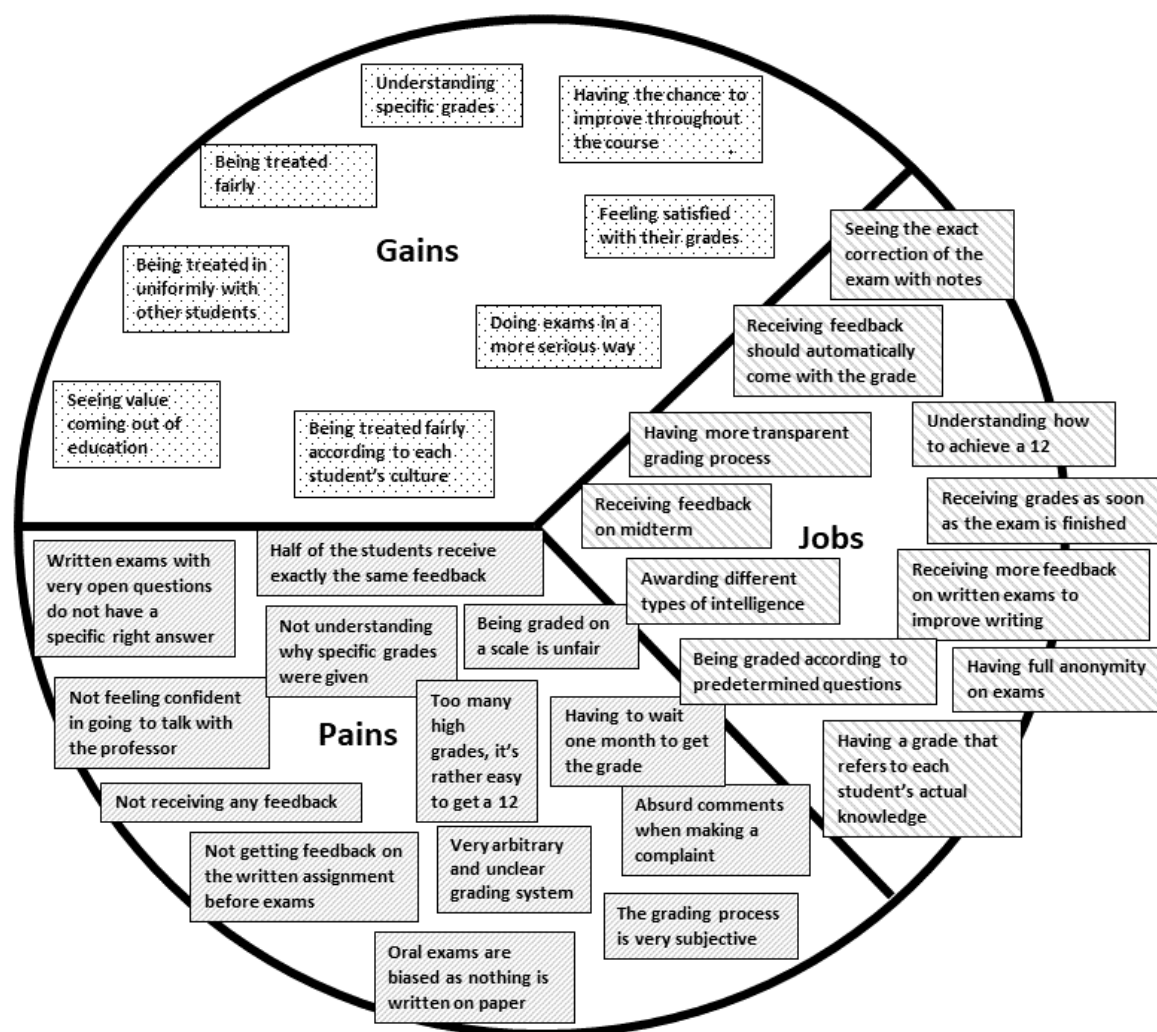 Understanding
specific grades
Having the chance to
improve throughout
the course
Being treated
fairly
Feeling satisfied
with their grades
Gains
Being treated in
uniformly with
other students
Doing exams in a
more serious way
Seeing value
coming out of
education
Being treated fairly
according to each
student's culture
Seeing the exact
correction of the
exam with notes
Receiving feedback
should automatically
come with the grade
Having more transparent
grading process
Understanding how
to achieve a 12
Receiving feedback
on midterm
Jobs
Receiving grades as soon
as the exam is finished
Awarding different
types of intelligence
Receiving more feedback
on written exams to
improve writing
Being graded according to
predetermined questions
Having full anonymity
on exams
Having a grade that
refers to each
student's actual
knowledge
Written exams with
very open questions
do not have a
specific right answer
Half of the students receive
exactly the same feedback
Not understanding
why specific grades
were given
Being graded on
a scale is unfair
Not feeling confident
in going to talk with
the professor
Pains
Too many
high
grades, it's
rather easy
to get a 12
Having to wait
one month to get
the grade
Not receiving any feedback
Absurd comments
when making a
complaint
Not getting feedback on
the written assignment
before exams
Very arbitrary
and unclear
grading system
The grading process
is very subjective
Oral exams are
biased as nothing is
written on paper